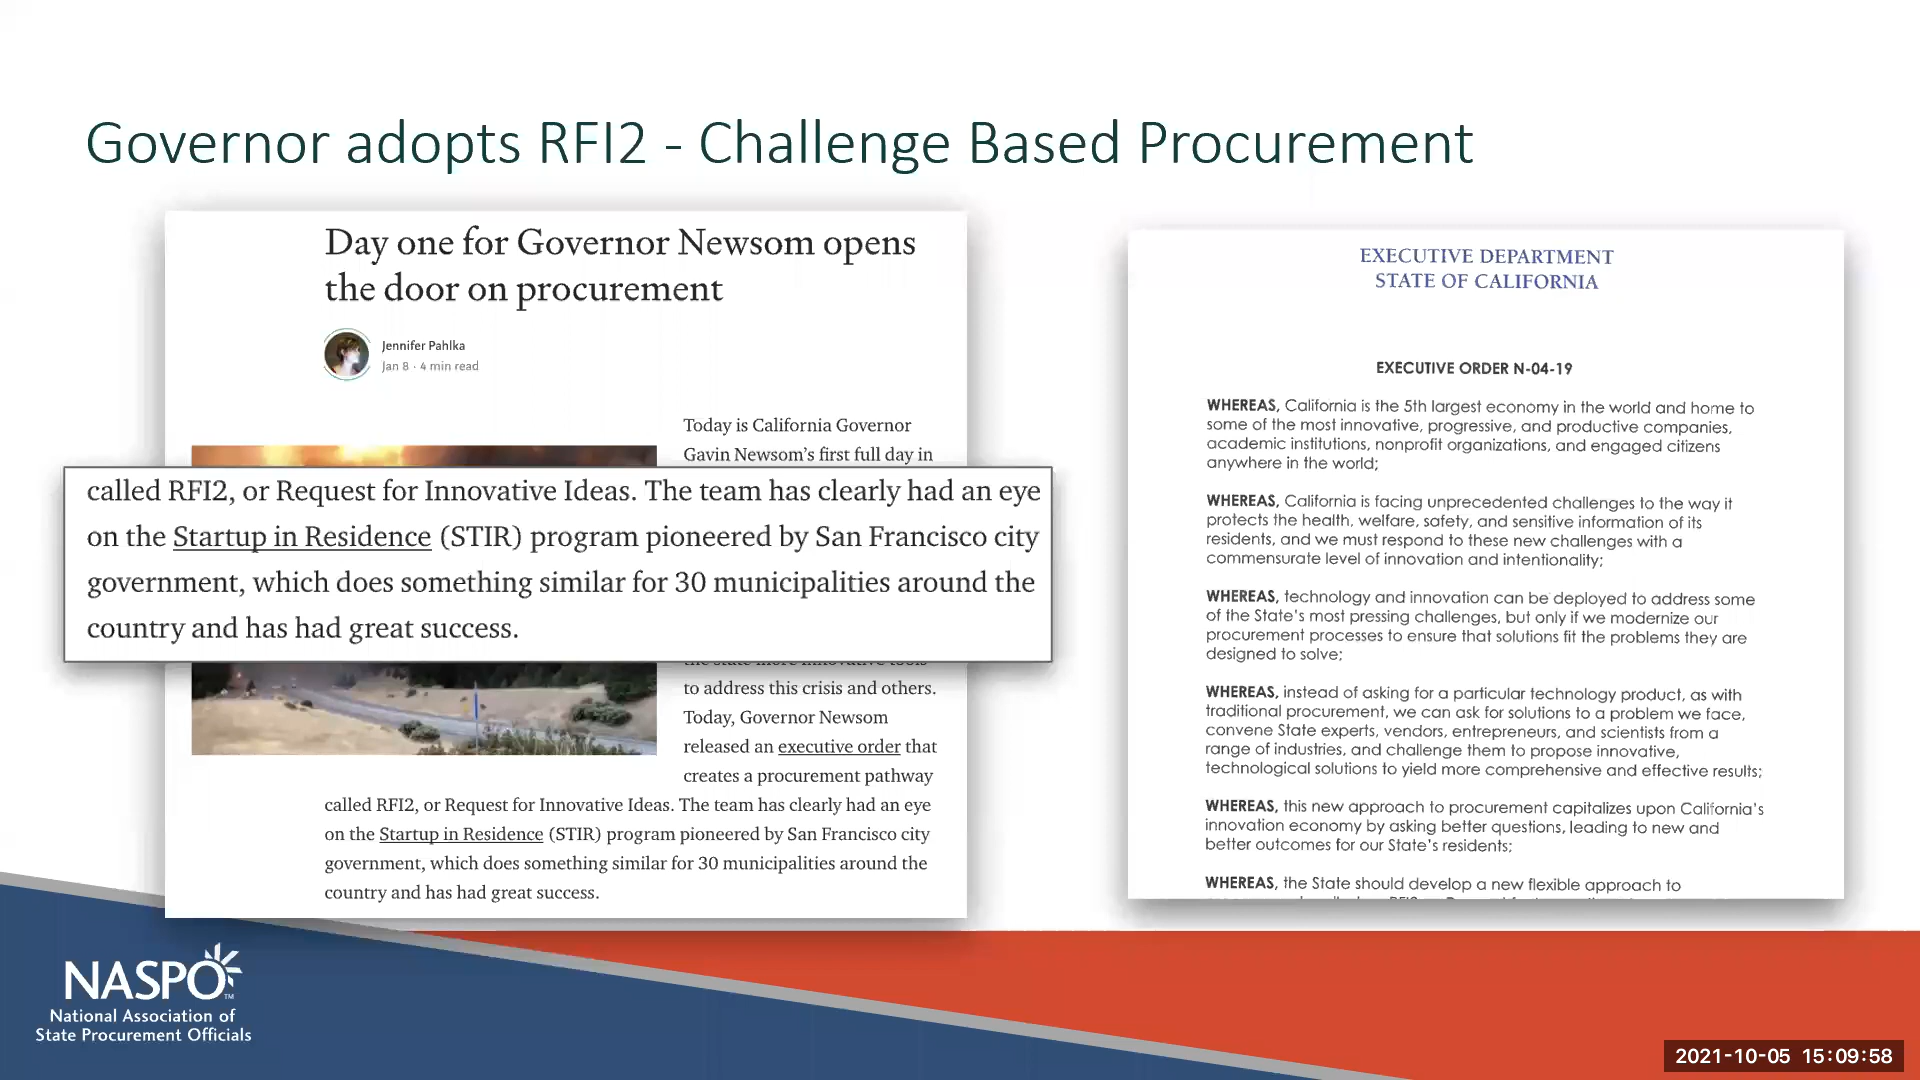 Governor adopts RFI2 - Challenge Based Procurement
Day one for Governor Newsom opens
the door on procurement
Jennifer Pahlka
Jan 8 · 4 min read
Today is California Governor
Gavin Newsom's first full day in
called RFI2, or Request for Innovative Ideas. The team has clearly had an eye
on the Startup in Residence (STIR) program pioneered by San Francisco city
government, which does something similar for 30 municipalities around the
country and has had great success.
the state more innovative tools
to address this crisis and others.
Today, Governor Newsom
released an executive order that
creates a procurement pathway
called RFI2, or Request for Innovative Ideas. The team has clearly had an eye
on the Startup in Residence (STIR) program pioneered by San Francisco city
government, which does something similar for 30 municipalities around the
country and has had great success.
EXECUTIVE DEPARTMENT
STATE OF CALIFORNIA
EXECUTIVE ORDER N-04-19
WHEREAS, California is the 5th largest economy in the world and home to
some of the most innovative, progressive, and productive companies,
academic institutions, nonprofit organizations, and engaged citizens
anywhere in the world;
WHEREAS, California is facing unprecedented challenges to the way it
protects the health, welfare, safety, and sensitive information of its
residents, and we must respond to these new challenges with a
commensurate level of innovation and intentionality;
WHEREAS, technology and innovation can be deployed to address some
of the State's most pressing challenges, but only if we modernize our
procurement processes to ensure that solutions fit the problems they are
designed to solve;
WHEREAS, instead of asking for a particular technology product, as with
traditional procurement, we can ask for solutions to a problem we face,
convene State experts, vendors, entrepreneurs, and scientists from a
range of industries, and challenge them to propose innovative,
technological solutions to yield more comprehensive and effective results;
WHEREAS, this new approach to procurement capitalizes upon California's
innovation economy by asking better questions, leading to new and
better outcomes for our State's residents;
WHEREAS, the State should develop a new flexible approach to
NASPO™
National Association of
State Procurement Officials
2021-10-05 15:09:58